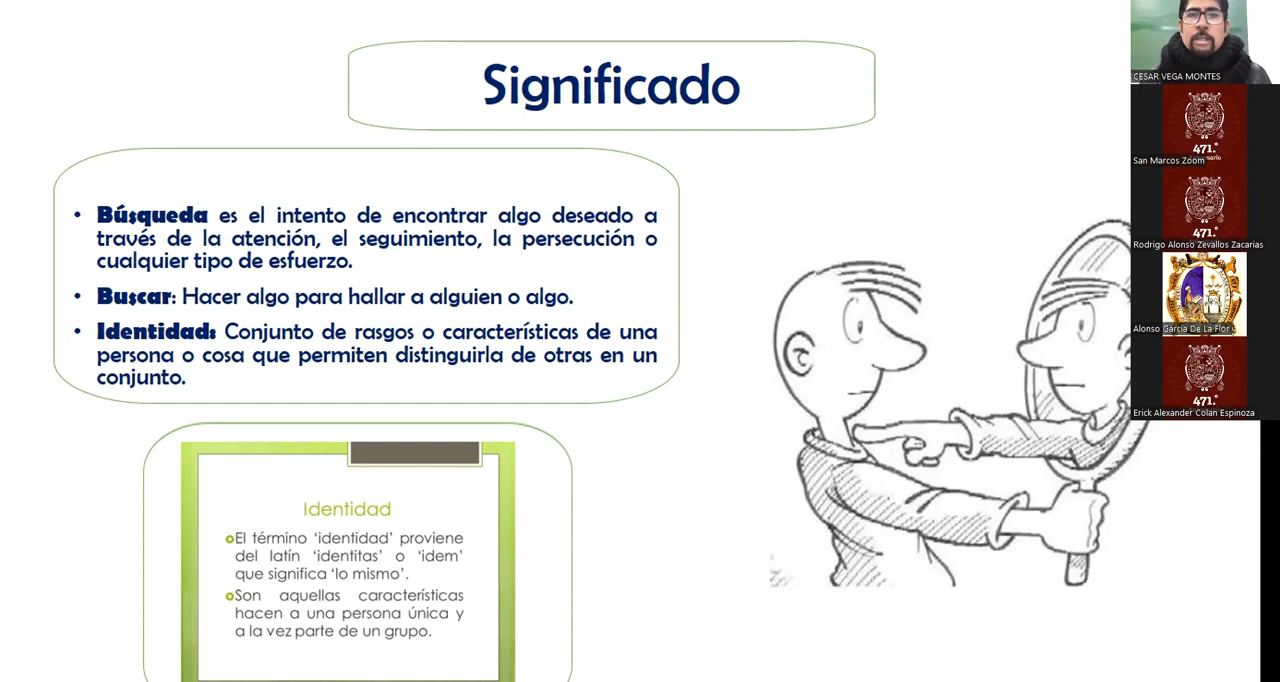 Significado
• Búsqueda es el intento de encontrar algo deseado a
través de la atención, el seguimiento, la persecución o
cualquier tipo de esfuerzo.
• Buscar: Hacer algo para hallar a alguien o algo.
• Identidad: Conjunto de rasgos o características de una
persona o cosa que permiten distinguirla de otras en un
conjunto.
Identidad
El término ‘identidad’ proviene
del latín ‘identitas’ o ‘idem’
que significa ‘lo mismo’.
Son aquellas características
hacen a una persona única y
a la vez parte de un grupo.
CESAR VEGA MONTES
471.°
San Marcos Zoom
471.°
Rodrigo Alonso Zevallos Zacarias
Alonso García De La Flor
471.°
Erick Alexander Colan Espinoza